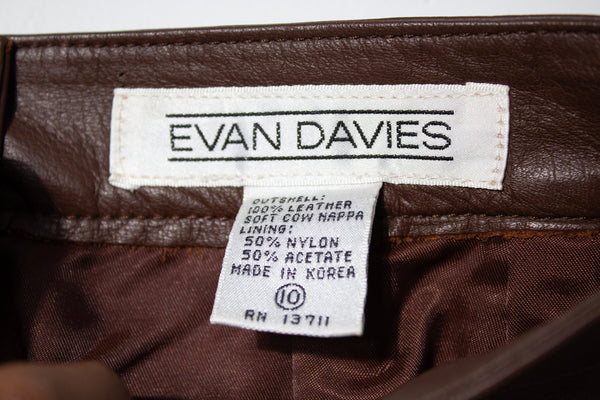 EVAN DAVIES
OUTSHELL:
100% LEATHER
SOFT COW NAPPA
LINING:
50% NYLON
50% ACETATE
MADE IN KOREA
10
RN 13711